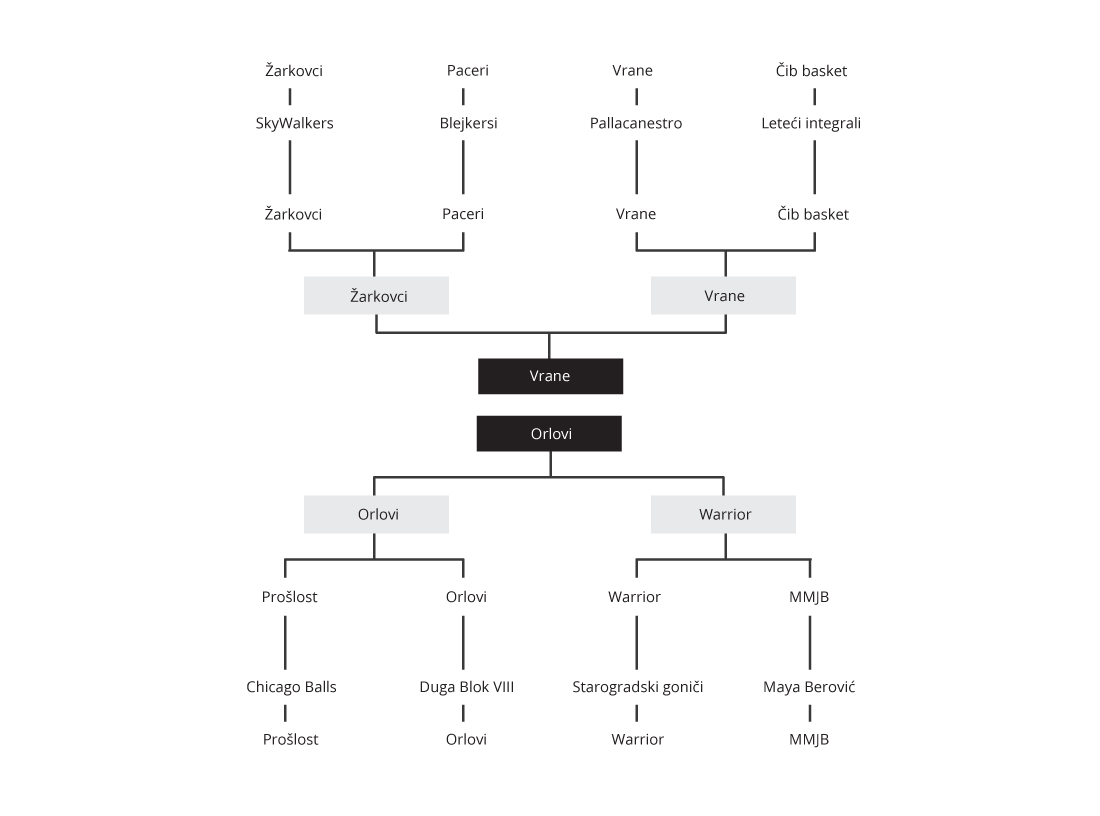 Žarkovci Paceri Vrane Čib basket
SkyWalkers Blejkersi Pallacanestro Leteći integrali
Žarkovci Paceri Vrane Čib basket
Žarkovci Vrane
Vrane
Orlovi
Orlovi Warrior
Prošlost Orlovi Warrior MMJB
Chicago Balls Duga Blok VIII Starogradski goniči Maya Berović
Prošlost Orlovi Warrior MMJB